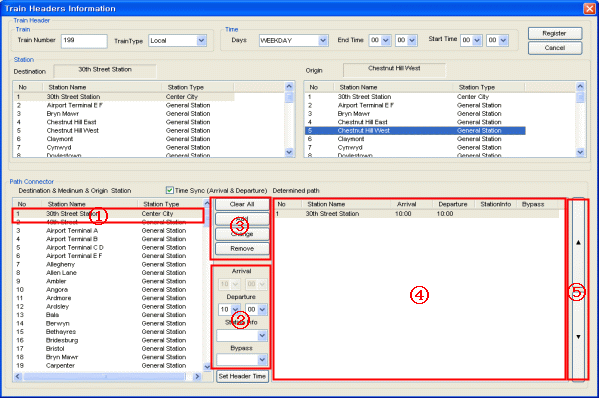 Train Headers Information
Train Header
Train
Train Number 199 TrainType Local
Time
Days WEEKDAY End Time 00 00 Start Time 00 00
Register
Cancel
Station
Destination 30th Street Station
Origin Chestnut Hill West
No Station Name Station Type
1 30th Street Station Center City
2 Airport Terminal E F General Station
3 Bryn Mawr General Station
4 Chestnut Hill East General Station
5 Chestnut Hill West General Station
6 Claymont General Station
7 Cynwyd General Station
8 Doylestown General Station
No Station Name Station Type
1 30th Street Station Center City
2 Airport Terminal E F General Station
3 Bryn Mawr General Station
4 Chestnut Hill East General Station
5 Chestnut Hill West General Station
6 Claymont General Station
7 Cynwyd General Station
8 Doylestown General Station
Path Connector
Destination & Medinun & Origin Station
Time Sync (Arrival & Departure) Determined path
No Station Name Station Type
1 30th Street Station Center City
①
2 49th Street General Station
3 Airport Terminal A General Station
4 Airport Terminal B General Station
5 Airport Terminal C D General Station
6 Airport Terminal E F General Station
7 Allegheny General Station
8 Allen Lane General Station
9 Ambler General Station
10 Angora General Station
11 Ardmore General Station
12 Ardsley General Station
13 Bala General Station
14 Berwyn General Station
15 Bethayres General Station
16 Bridesburg General Station
17 Bristol General Station
18 Bryn Mawr General Station
19 Carpenter General Station
Clear All
Add
③
Change
Remove
Arrival
10 00
Departure
10 00
②
Station Info
Bypass
Set Header Time
No Station Name Arrival Departure StationInfo Bypass
1 30th Street Station 10:00 10:00
④
⑤